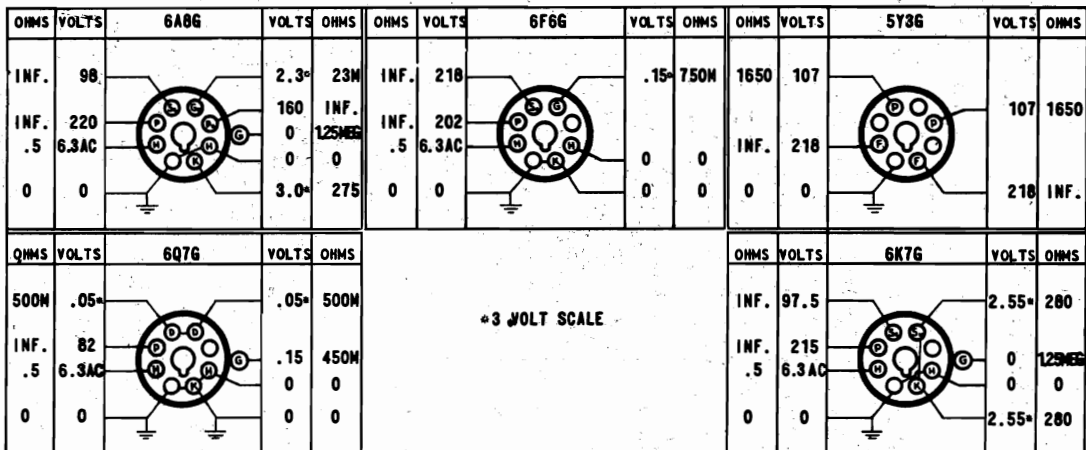 OHMS VOLTS 6A8G VOLTS OHMS
INF. 98 2.3* 23M
160 INF.
INF. 220 0 1.25MEG
.5 6.3AC 0 0
0 0 3.0* 275
S G
P G G
H H
K
OHMS VOLTS 6F6G VOLTS OHMS
INF. 218 .15* 750M
INF. 202
.5 6.3AC 0 0
0 0 0 0
S G
P
H H
K
OHMS VOLTS 5Y3G VOLTS OHMS
1650 107
107 1650
INF. 218
0 0 218 INF.
P
P
F
F
OHMS VOLTS 6Q7G VOLTS OHMS
500M .05* .05* 500M
INF. 82 .15 450M
.5 6.3AC 0 0
0 0 0 0
D D
P G
H H
K
*3 VOLT SCALE
OHMS VOLTS 6K7G VOLTS OHMS
INF. 97.5 2.55* 280
INF. 215 0 1.25MEG
.5 6.3AC 0 0
0 0 2.55* 280
S S
P G
H H
K